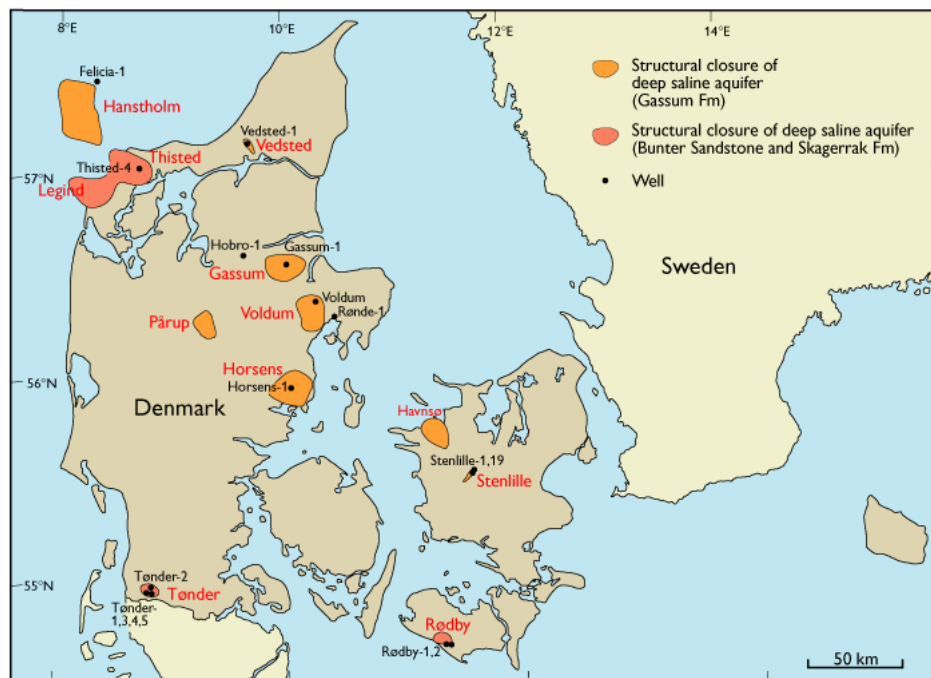 8°E
10°E
12°E
14°E
Felicia-1
Hanstholm
Structural closure of
deep saline aquifer
(Gassum Fm)
Structural closure of deep saline aquifer
(Bunter Sandstone and Skagerrak Fm)
Well
Vedsted-1
Vedsted
Thisted
Thisted-4
57°N
Legind
Hobro-1
Gassum-1
Gassum
Sweden
Voldum
Voldum
Rønde-1
Pårup
56°N
Horsens
Horsens-1
Denmark
Havnsø
Stenlille-1,19
Stenlille
55°N
Tønder-2
Tønder
Tønder-
1,3,4,5
Rødby
Rødby-1,2
50 km